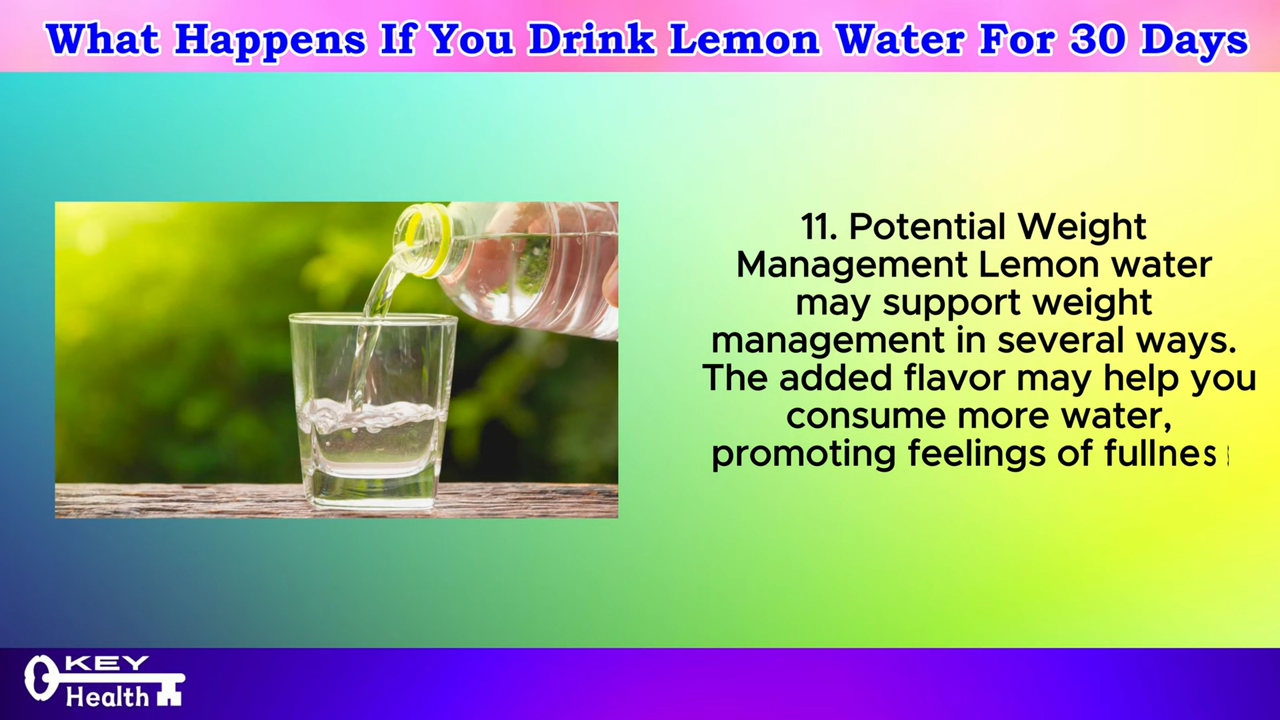 What Happens If You Drink Lemon Water For 30 Days
11. Potential Weight
Management Lemon water
may support weight
management in several ways.
The added flavor may help you
consume more water,
promoting feelings of fullnes
KEY
Health